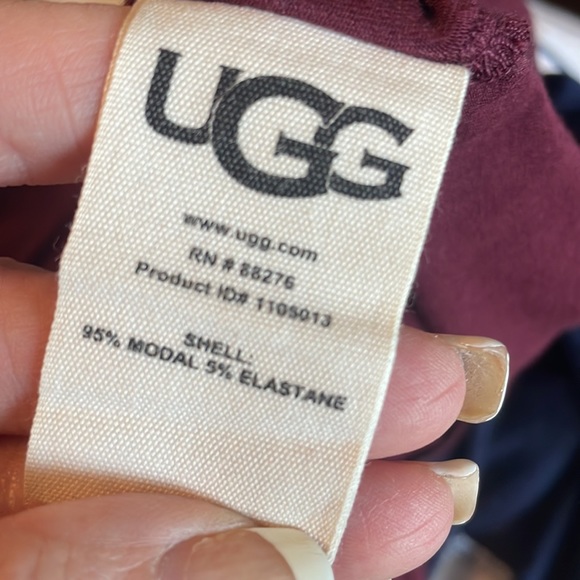 UGG
www.ugg.com
RN # 88276
Product ID# 1105013
SHELL:
95% MODAL 5% ELASTANE